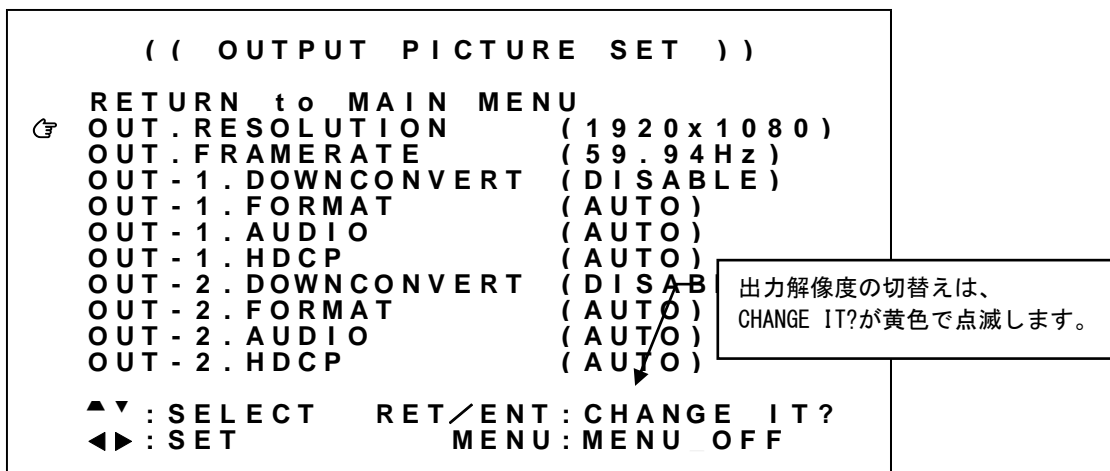 (( OUTPUT PICTURE SET ))
RETURN to MAIN MENU
☞ OUT.RESOLUTION (1920x1080)
OUT.FRAMERATE (59.94Hz)
OUT-1.DOWNCONVERT (DISABLE)
OUT-1.FORMAT (AUTO)
OUT-1.AUDIO (AUTO)
OUT-1.HDCP (AUTO)
OUT-2.DOWNCONVERT (DISAB
OUT-2.FORMAT (AUTO)
OUT-2.AUDIO (AUTO)
OUT-2.HDCP (AUTO)
出力解像度の切替えは、
CHANGE IT?が黄色で点滅します。
▲▼:SELECT RET/ENT:CHANGE IT?
◀▶:SET MENU:MENU OFF